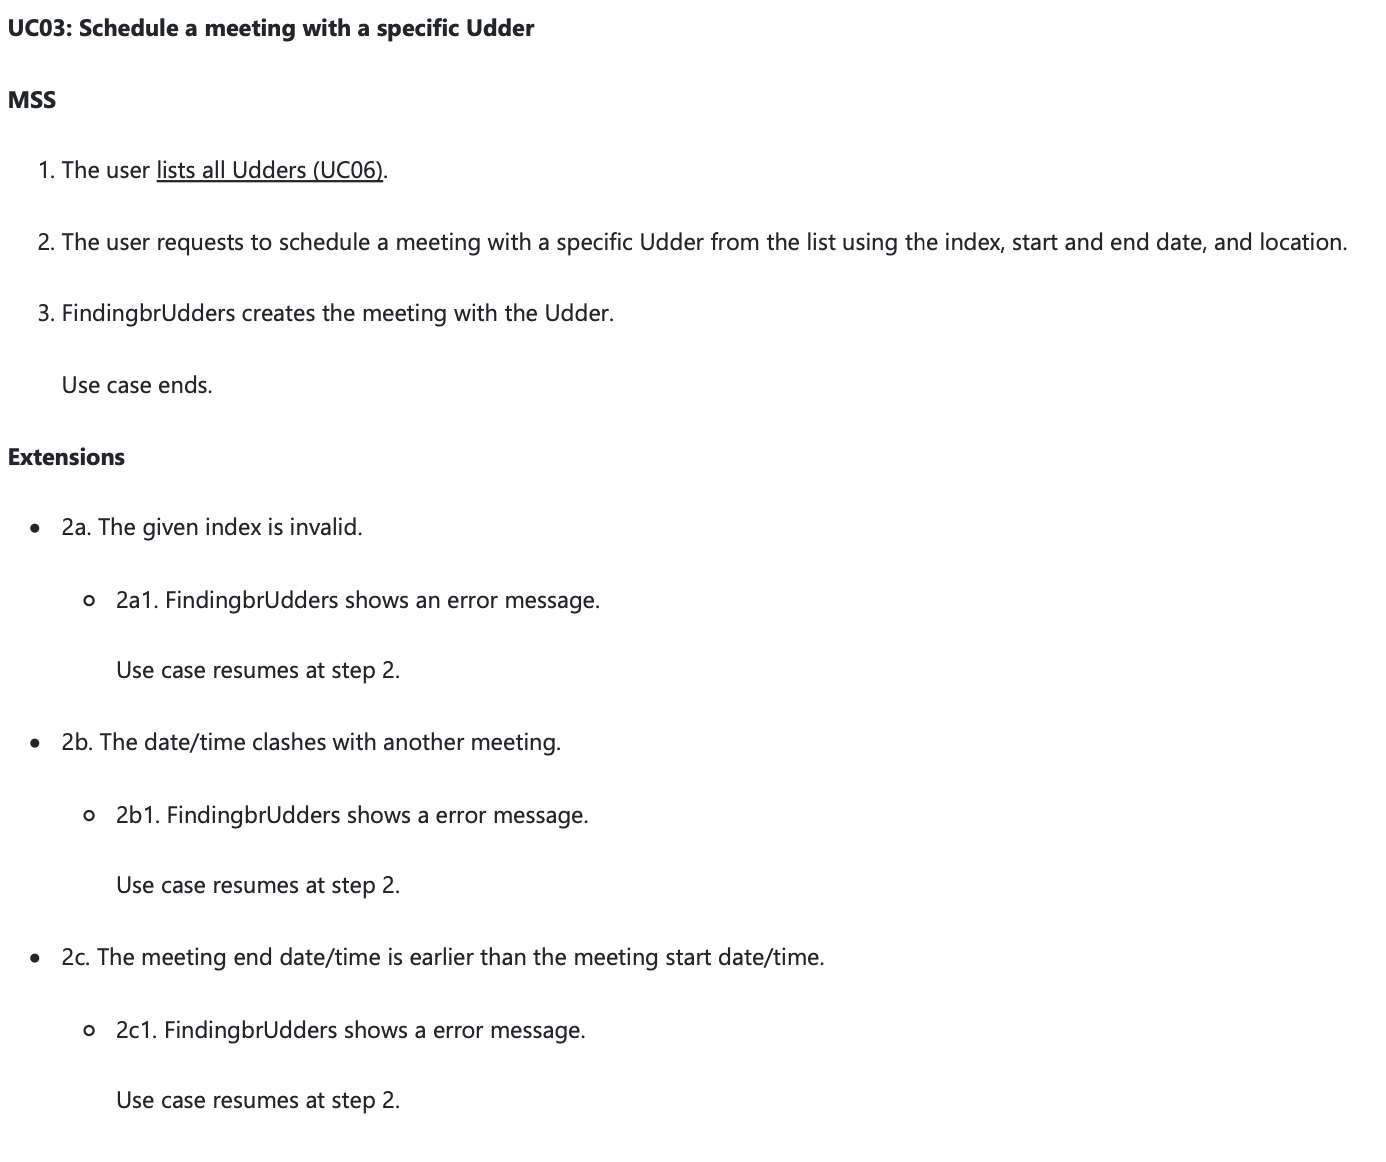 UC03: Schedule a meeting with a specific Udder
MSS
1. The user lists all Udders (UC06).
2. The user requests to schedule a meeting with a specific Udder from the list using the index, start and end date, and location.
3. FindingbrUdders creates the meeting with the Udder.
Use case ends.
Extensions
• 2a. The given index is invalid.
○ 2a1. FindingbrUdders shows an error message.
Use case resumes at step 2.
• 2b. The date/time clashes with another meeting.
○ 2b1. FindingbrUdders shows a error message.
Use case resumes at step 2.
• 2c. The meeting end date/time is earlier than the meeting start date/time.
○ 2c1. FindingbrUdders shows a error message.
Use case resumes at step 2.